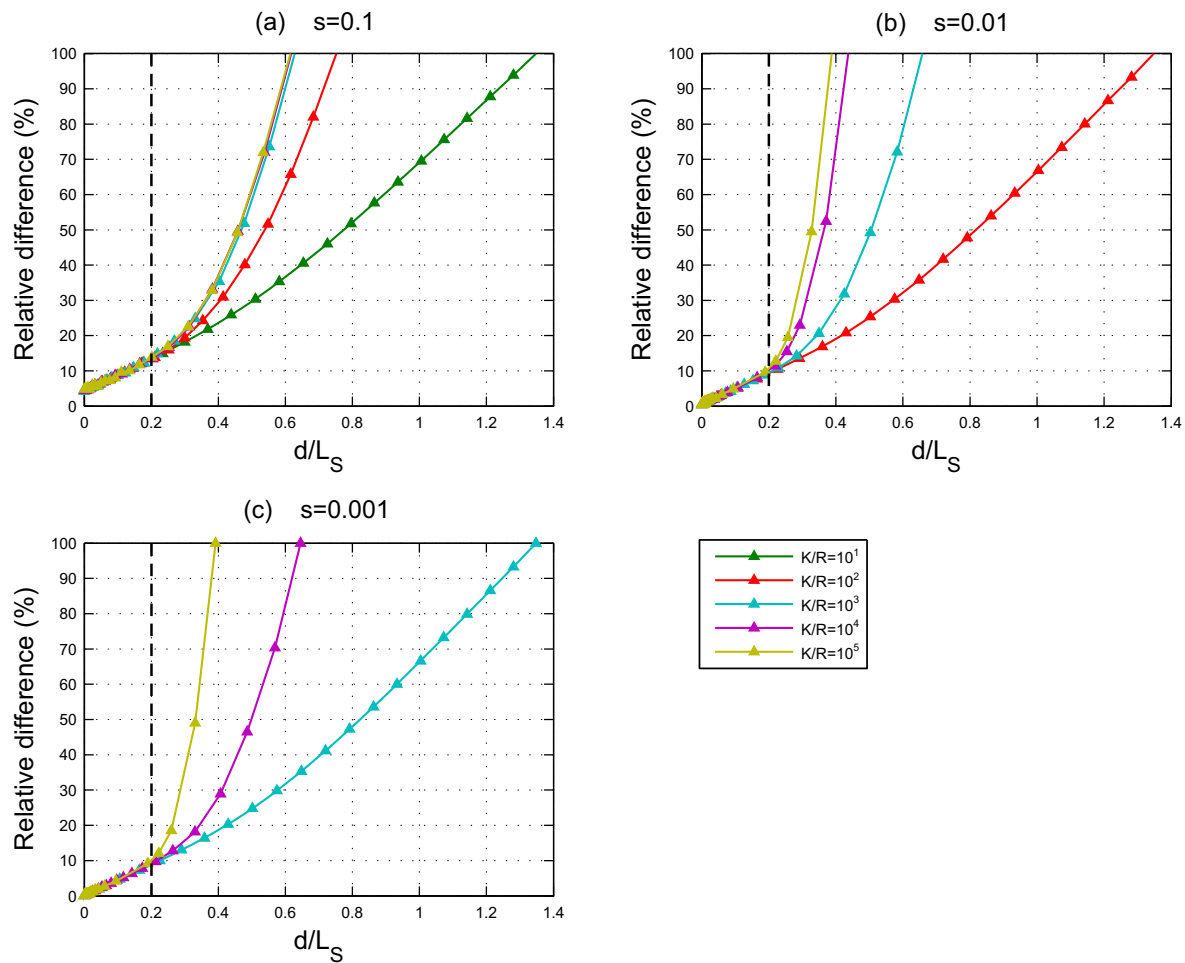 (a) s=0.1
100
90
80
70
60
50
40
30
20
10
0
Relative difference (%)
0 0.2 0.4 0.6 0.8 1 1.2 1.4
d/L_S
(b) s=0.01
100
90
80
70
60
50
40
30
20
10
0
Relative difference (%)
0 0.2 0.4 0.6 0.8 1 1.2 1.4
d/L_S
(c) s=0.001
100
90
80
70
60
50
40
30
20
10
0
Relative difference (%)
0 0.2 0.4 0.6 0.8 1 1.2 1.4
d/L_S
K/R=10^1
K/R=10^2
K/R=10^3
K/R=10^4
K/R=10^5